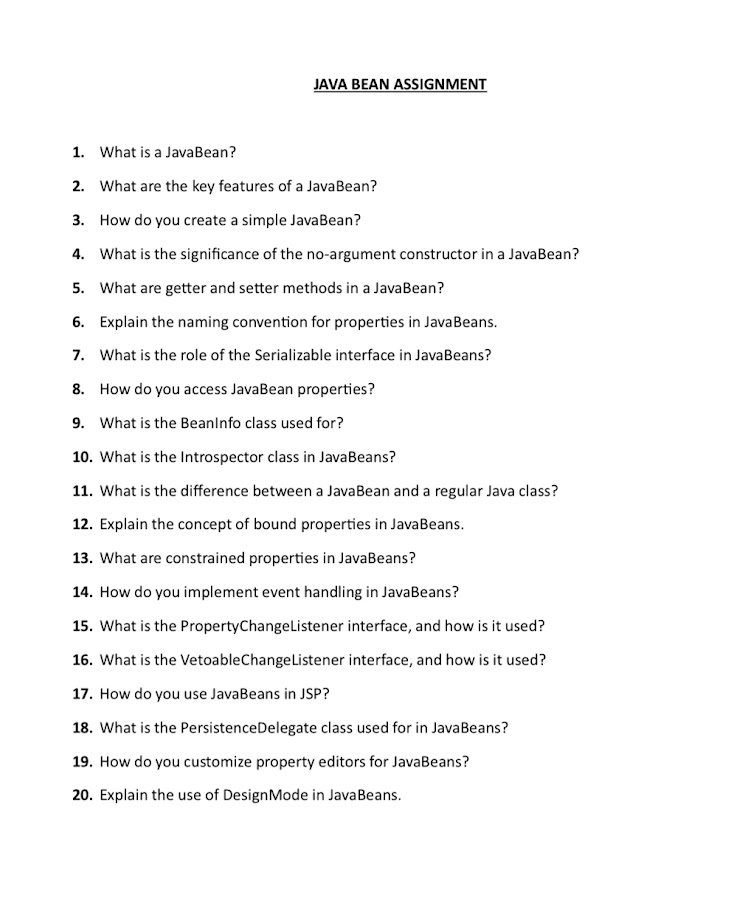 JAVA BEAN ASSIGNMENT
1. What is a JavaBean?
2. What are the key features of a JavaBean?
3. How do you create a simple JavaBean?
4. What is the significance of the no-argument constructor in a JavaBean?
5. What are getter and setter methods in a JavaBean?
6. Explain the naming convention for properties in JavaBeans.
7. What is the role of the Serializable interface in JavaBeans?
8. How do you access JavaBean properties?
9. What is the BeanInfo class used for?
10. What is the Introspector class in JavaBeans?
11. What is the difference between a JavaBean and a regular Java class?
12. Explain the concept of bound properties in JavaBeans.
13. What are constrained properties in JavaBeans?
14. How do you implement event handling in JavaBeans?
15. What is the PropertyChangeListener interface, and how is it used?
16. What is the VetoableChangeListener interface, and how is it used?
17. How do you use JavaBeans in JSP?
18. What is the PersistenceDelegate class used for in JavaBeans?
19. How do you customize property editors for JavaBeans?
20. Explain the use of DesignMode in JavaBeans.